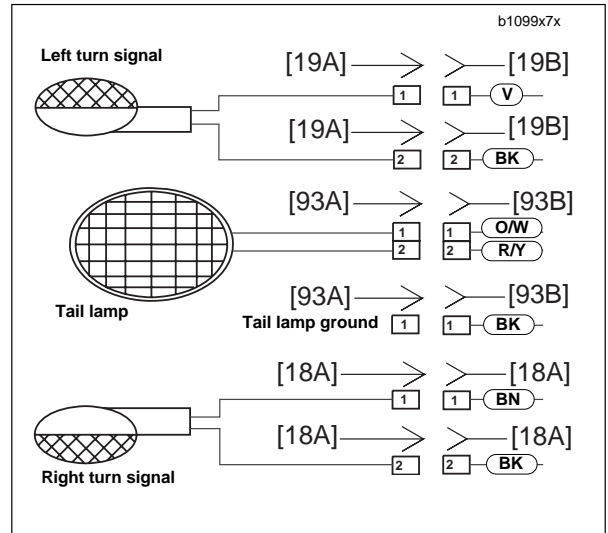 b1099x7x
Left turn signal
[19A] [19B]
1 1 V
[19A] [19B]
2 2 BK
[93A] [93B]
1 1 O/W
2 2 R/Y
Tail lamp
[93A] [93B]
Tail lamp ground 1 1 BK
[18A] [18A]
1 1 BN
[18A] [18A]
2 2 BK
Right turn signal